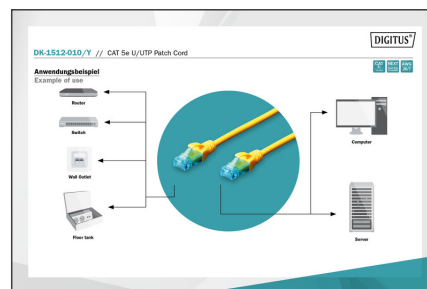 DIGITUS®
DK-1512-010/Y // CAT 5e U/UTP Patch Cord
Anwendungsbeispiel
Example of use
Router
Switch
Wall Outlet
Floor tank
Computer
Server